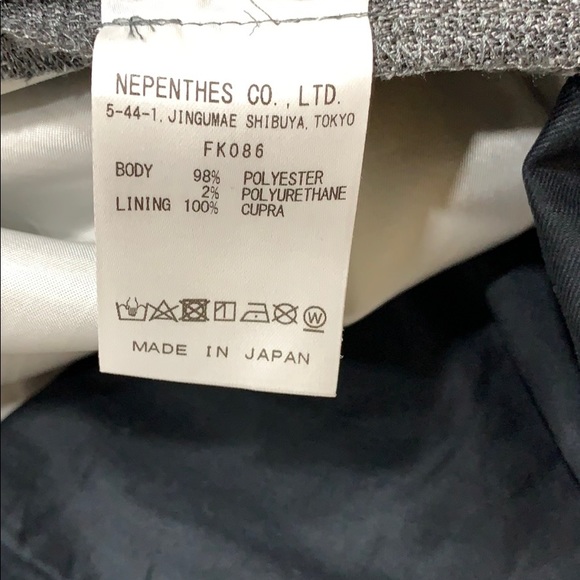 NEPENTHES CO., LTD.
5-44-1, JINGUMAE SHIBUYA, TOKYO
FK086
BODY 98% POLYESTER
2% POLYURETHANE
LINING 100% CUPRA
W
MADE IN JAPAN